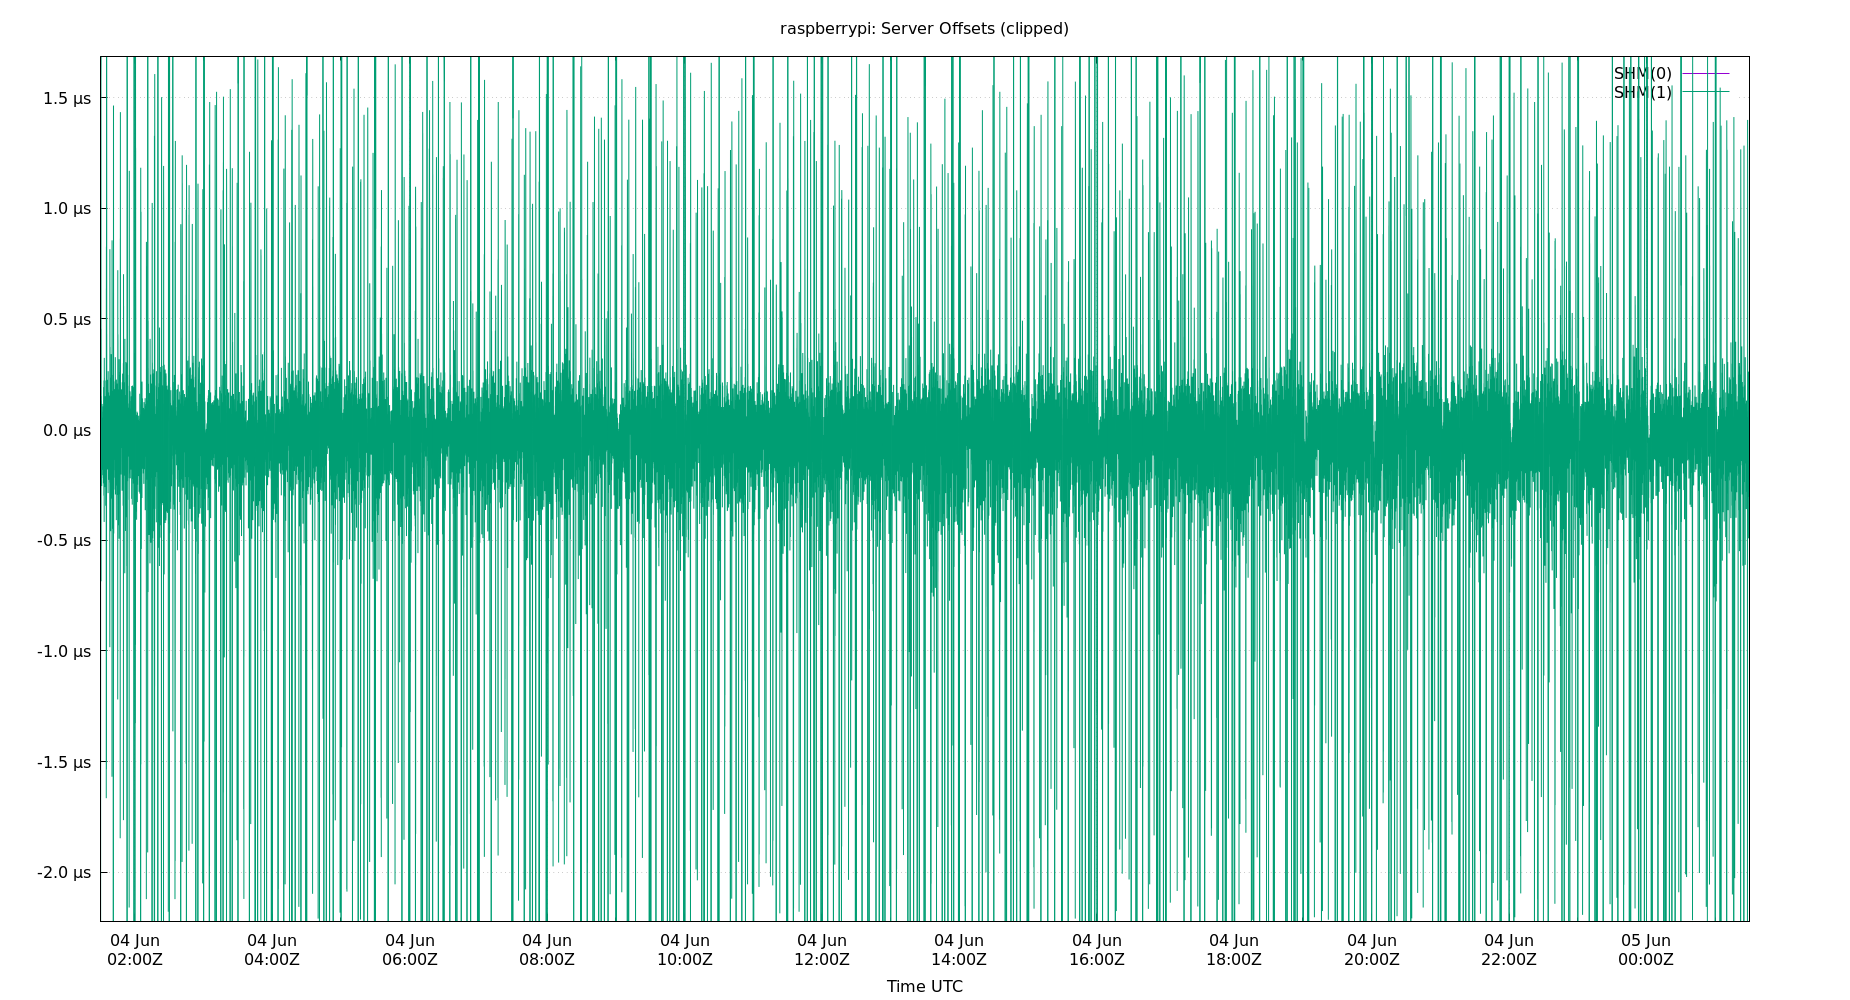 raspberrypi: Server Offsets (clipped)
SHM(0)
SHM(1)
1.5 µs
1.0 µs
0.5 µs
0.0 µs
-0.5 µs
-1.0 µs
-1.5 µs
-2.0 µs
04 Jun 04 Jun 04 Jun 04 Jun 04 Jun 04 Jun 04 Jun 04 Jun 04 Jun 04 Jun 04 Jun 05 Jun
02:00Z 04:00Z 06:00Z 08:00Z 10:00Z 12:00Z 14:00Z 16:00Z 18:00Z 20:00Z 22:00Z 00:00Z
Time UTC